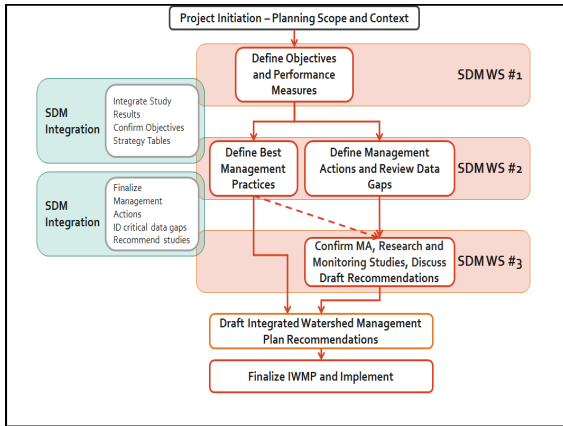 Project Initiation – Planning Scope and Context
Define Objectives
and Performance
Measures
SDM WS #1
SDM
Integration
Integrate Study
Results
Confirm Objectives
Strategy Tables
Define Best
Management
Practices
Define Management
Actions and Review Data
Gaps
SDM WS #2
SDM
Integration
Finalize
Management
Actions
ID critical data gaps
Recommend studies
Confirm MA, Research and
Monitoring Studies, Discuss
Draft Recommendations
SDM WS #3
Draft Integrated Watershed Management
Plan Recommendations
Finalize IWMP and Implement